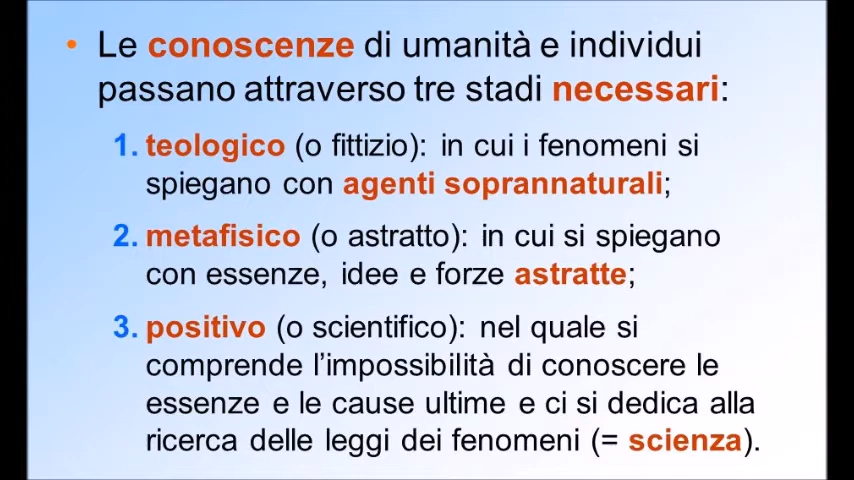 • Le conoscenze di umanità e individui
passano attraverso tre stadi necessari:
1. teologico (o fittizio): in cui i fenomeni si
spiegano con agenti soprannaturali;
2. metafisico (o astratto): in cui si spiegano
con essenze, idee e forze astratte;
3. positivo (o scientifico): nel quale si
comprende l’impossibilità di conoscere le
essenze e le cause ultime e ci si dedica alla
ricerca delle leggi dei fenomeni (= scienza).